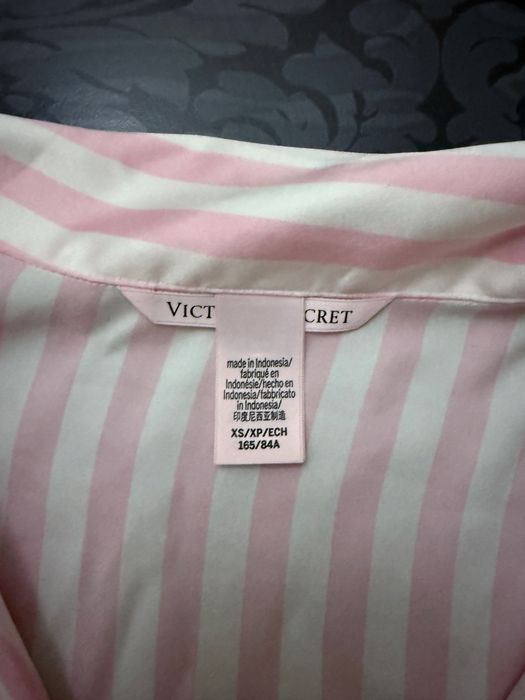 VICT CRET
made in Indonesia/
fabriqué en
Indonésie/hecho en
Indonesia/fabbricato
in Indonesia/
印度尼西亚制造
XS/XP/ECH
165/84A